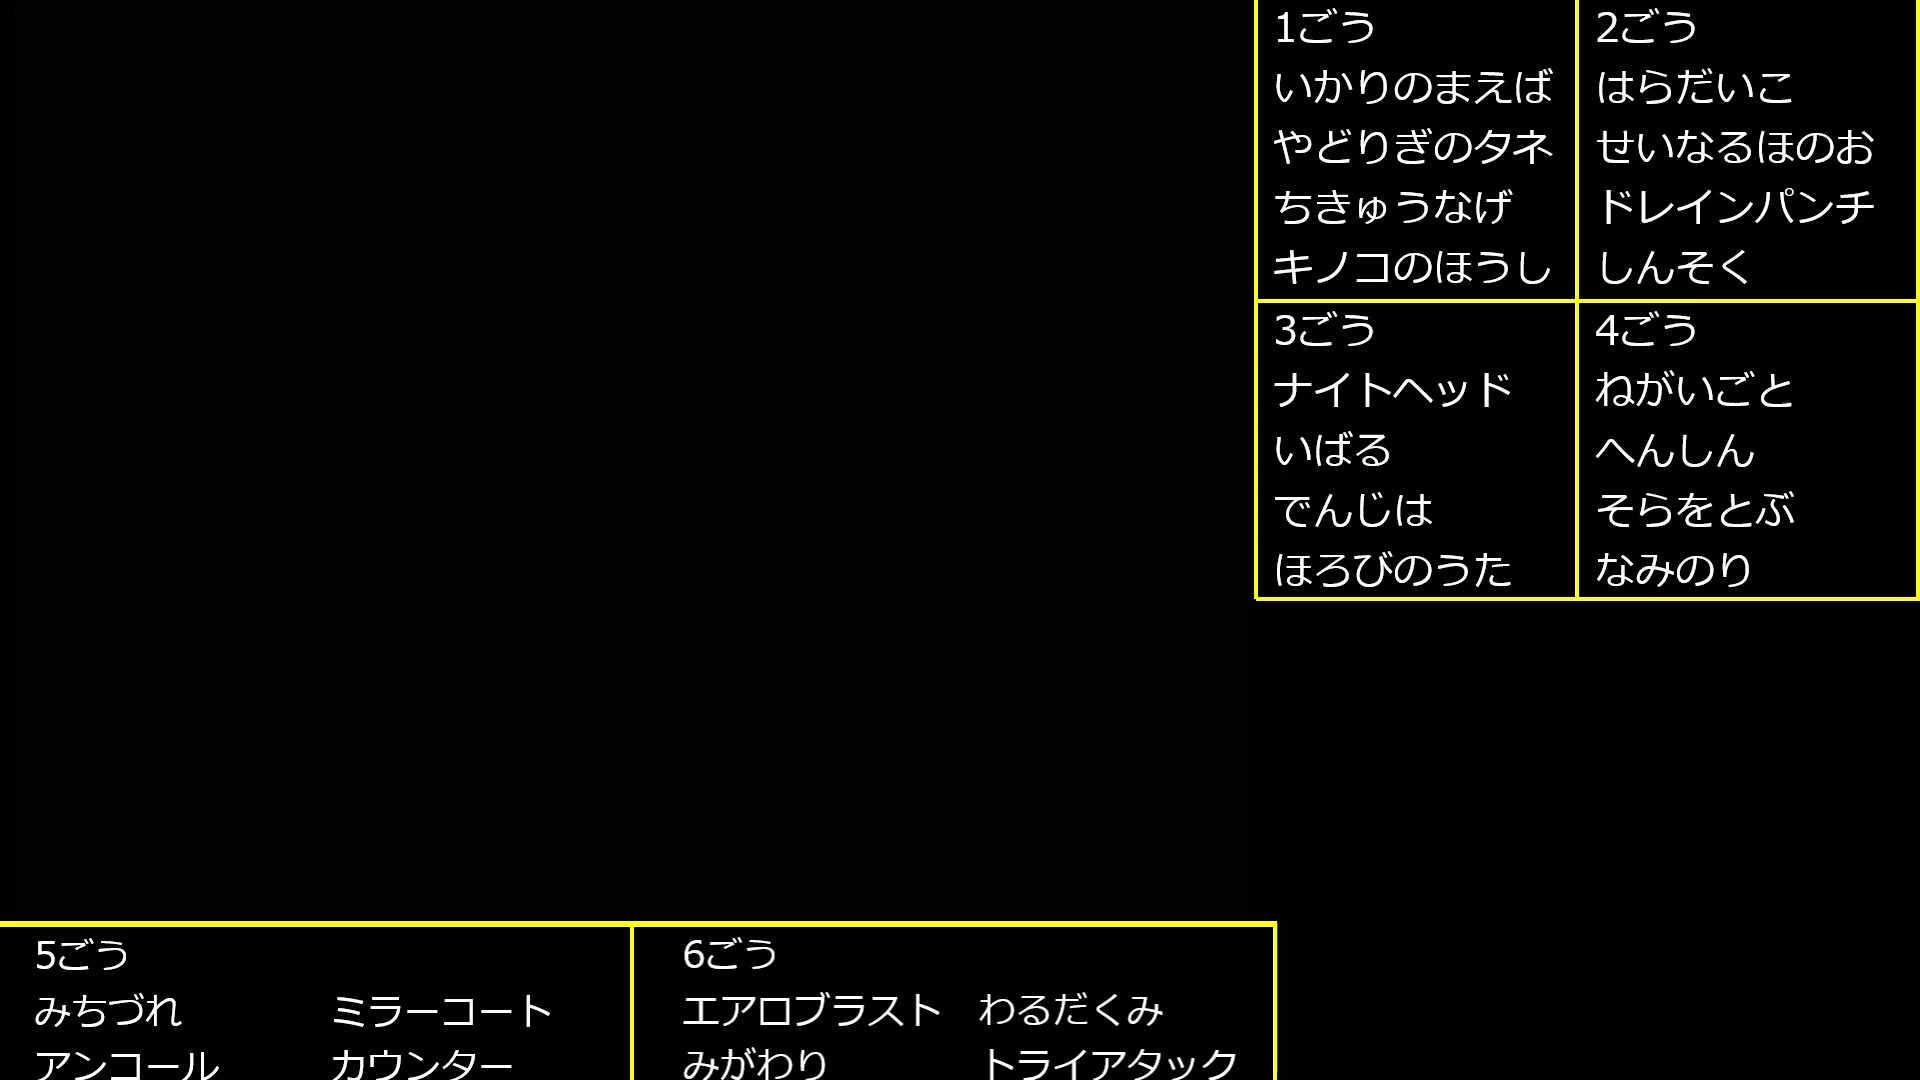 1ごう
いかりのまえば
やどりぎのタネ
ちきゅうなげ
キノコのほうし
2ごう
はらだいこ
せいなるほのお
ドレインパンチ
しんそく
3ごう
ナイトヘッド
いばる
でんじは
ほろびのうた
4ごう
ねがいごと
へんしん
そらをとぶ
なみのり
5ごう
みちづれ ミラーコート
アンコール カウンター
6ごう
エアロブラスト わるだくみ
みがわり トライアタック